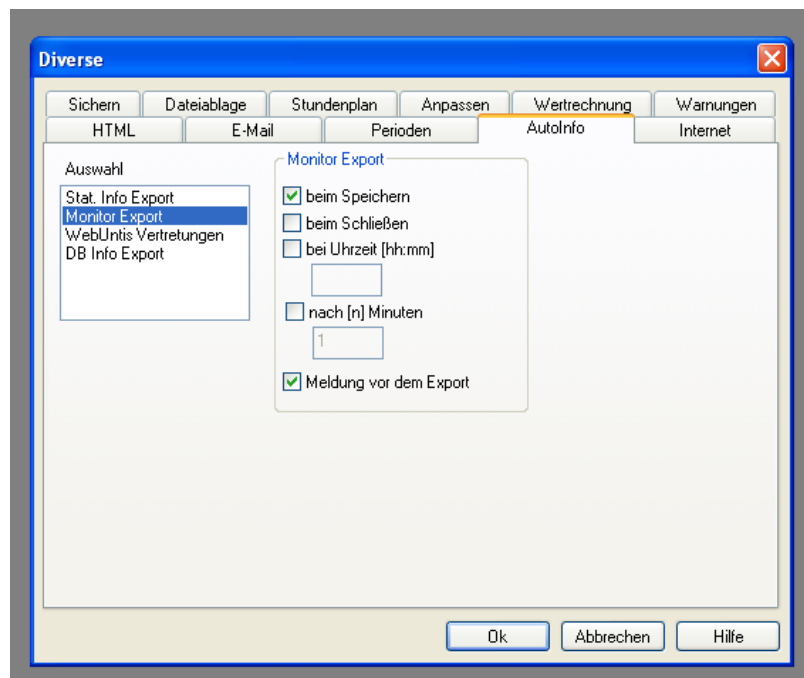 Diverse
Sichern Dateiablage Stundenplan Anpassen Wertrechnung Warnungen
HTML E-Mail Perioden AutoInfo Internet
Auswahl
Stat. Info Export
Monitor Export
WebUntis Vertretungen
DB Info Export
Monitor Export
beim Speichern
beim Schließen
bei Uhrzeit [hh:mm]
nach [n] Minuten
1
Meldung vor dem Export
Ok Abbrechen Hilfe